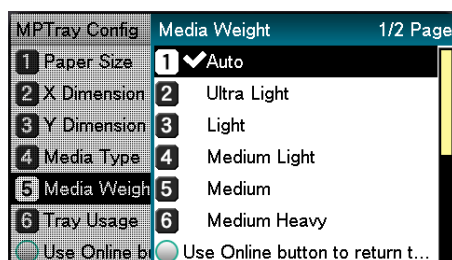 MPTray Config
1 Paper Size
2 X Dimension
3 Y Dimension
4 Media Type
5 Media Weigh
6 Tray Usage
Use Online b
Media Weight 1/2 Page
1 Auto
2 Ultra Light
3 Light
4 Medium Light
5 Medium
6 Medium Heavy
Use Online button to return t...